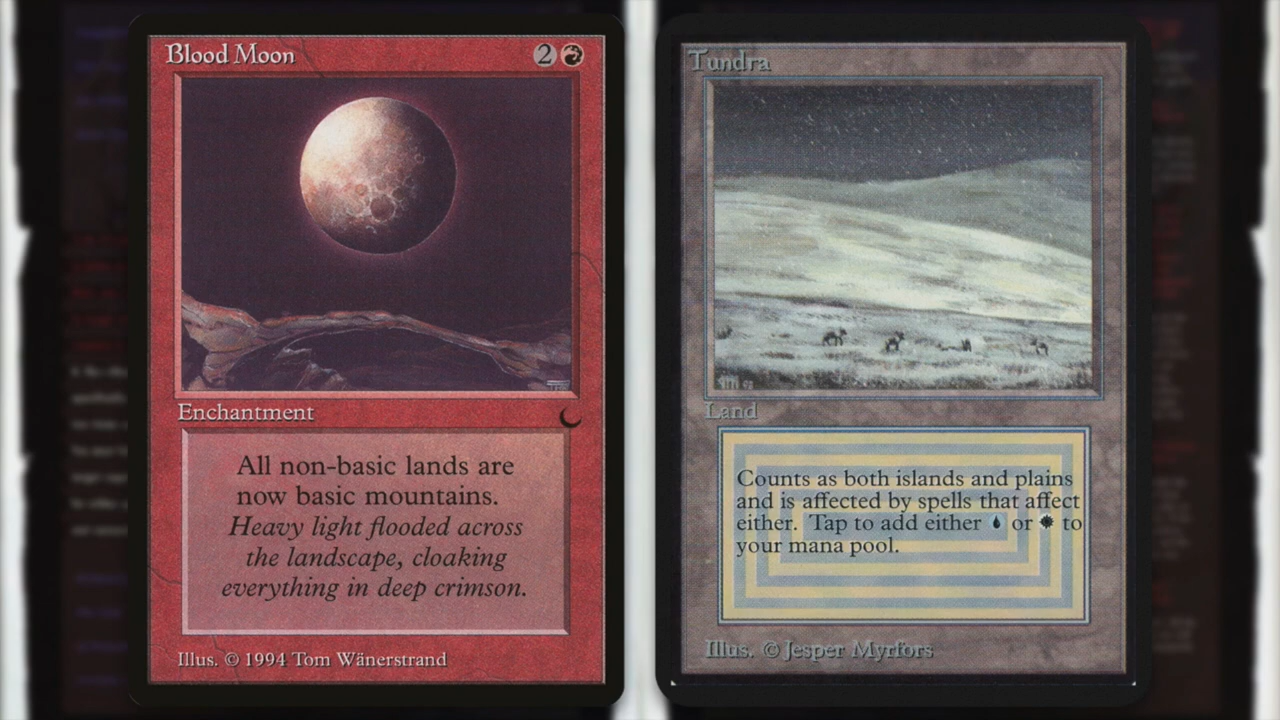 Blood Moon
2
Enchantment
All non-basic lands are
now basic mountains.
Heavy light flooded across
the landscape, cloaking
everything in deep crimson.
Illus. © 1994 Tom Wänerstrand
Tundra
Land
Counts as both islands and plains
and is affected by spells that affect
either. Tap to add either or to
your mana pool.
Illus. © Jesper Myrfors